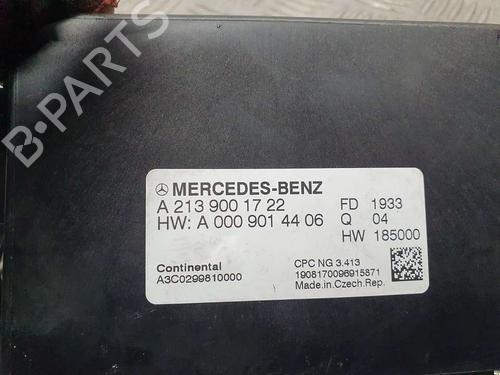 MERCEDES-BENZ
A 213 900 17 22 FD 1933
HW: A 000 901 44 06 Q 04
HW 185000
Continental CPC NG 3.413
A3C0299810000 1908170096915871
Made.in.Czech.Rep.
B-PARTS